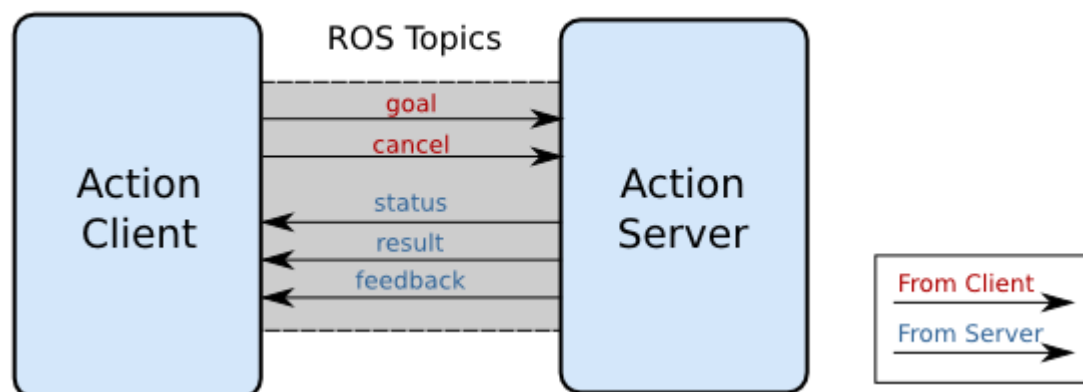 ROS Topics
goal
cancel
Action
Client
status
result
feedback
Action
Server
From Client
From Server